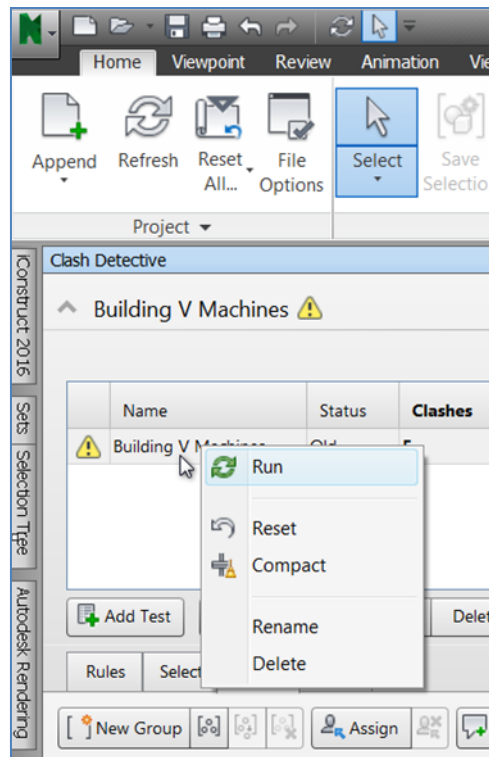 Home Viewpoint Review Animation
Append Refresh Reset All... File Options Select Save
Project
Clash Detective
iConstruct 2016
Sets
Selection Tree
Autodesk Rendering
Building V Machines
Name Status Clashes
Building V
Run
Reset
Compact
Rename
Delete
Add Test
Rules
New Group Assign